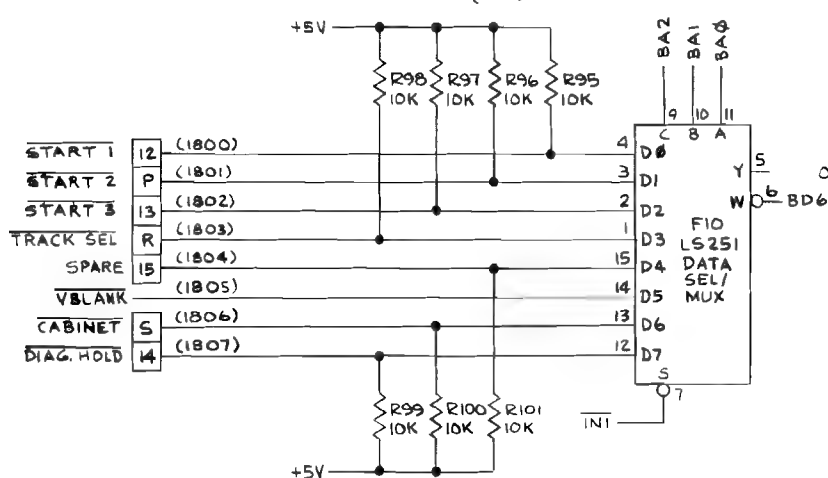 +5V
BA2
BA1
BAØ
R98 10K
R97 10K
R96 10K
R95 10K
9 10 11
C B A
START 1 12 (1800) 4 DØ
START 2 P (1801) 3 D1
START 3 13 (1802) 2 D2
TRACK SEL R (1803) 1 D3
SPARE 15 (1804) 15 D4
VBLANK (1805) 14 D5
CABINET S (1806) 13 D6
DIAG. HOLD 14 (1807) 12 D7
Y 5
W 6 BD6
F10
LS251
DATA
SEL/
MUX
S
7
IN1
R99 10K
R100 10K
R101 10K
+5V